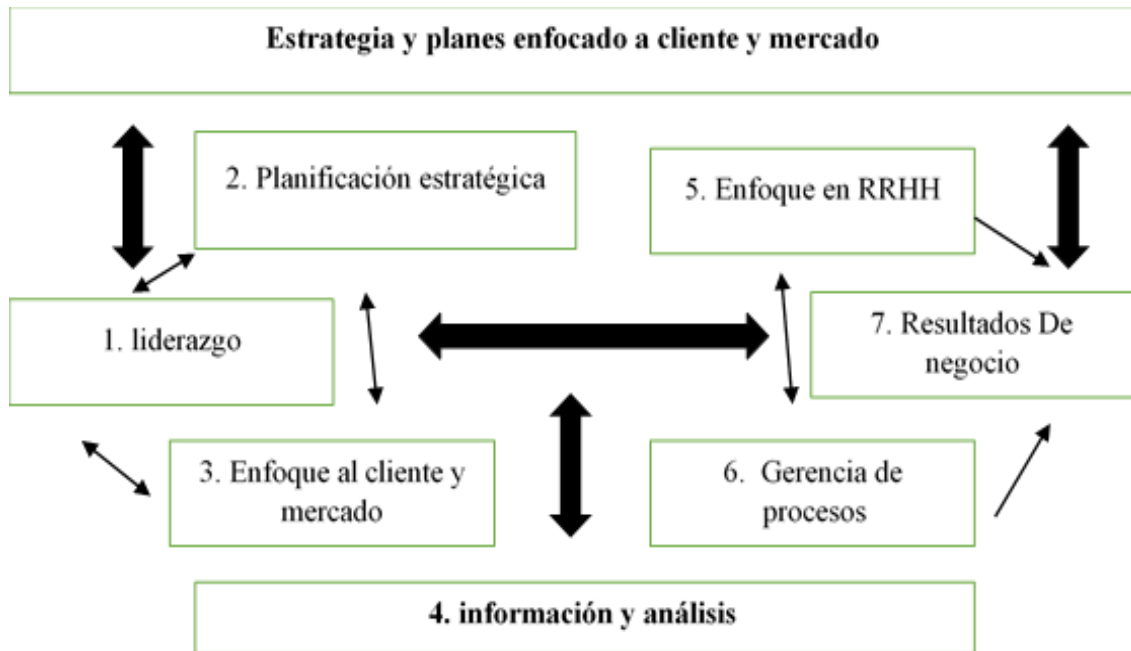 Estrategia y planes enfocado a cliente y mercado
2. Planificación estratégica
5. Enfoque en RRHH
1. liderazgo
7. Resultados De
negocio
3. Enfoque al cliente y
mercado
6. Gerencia de
procesos
4. información y análisis